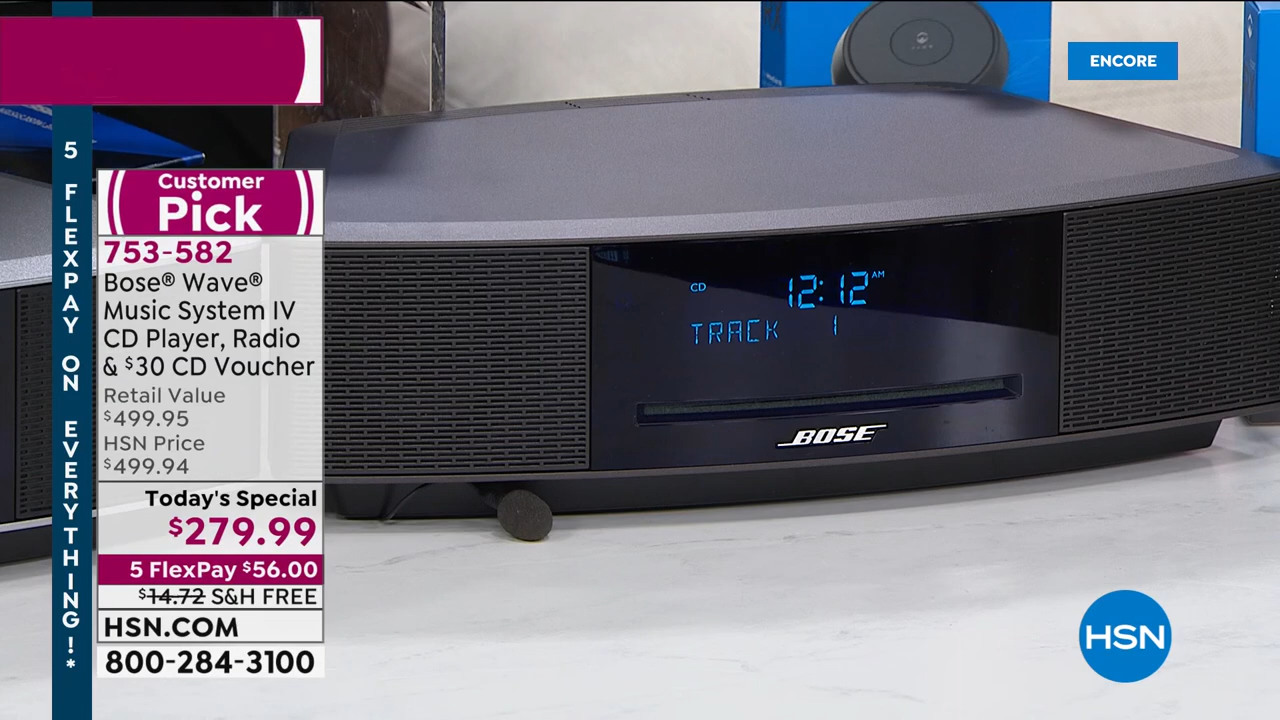 ENCORE
5 FLEXPAY ON EVERYTHING!*
Customer
Pick
753-582
Bose® Wave®
Music System IV
CD Player, Radio
& $30 CD Voucher
Retail Value
$499.95
HSN Price
$499.94
Today's Special
$279.99
5 FlexPay $56.00
$14.72 S&H FREE
HSN.COM
800-284-3100
CD 12:12 AM
TRACK 1
BOSE
HSN